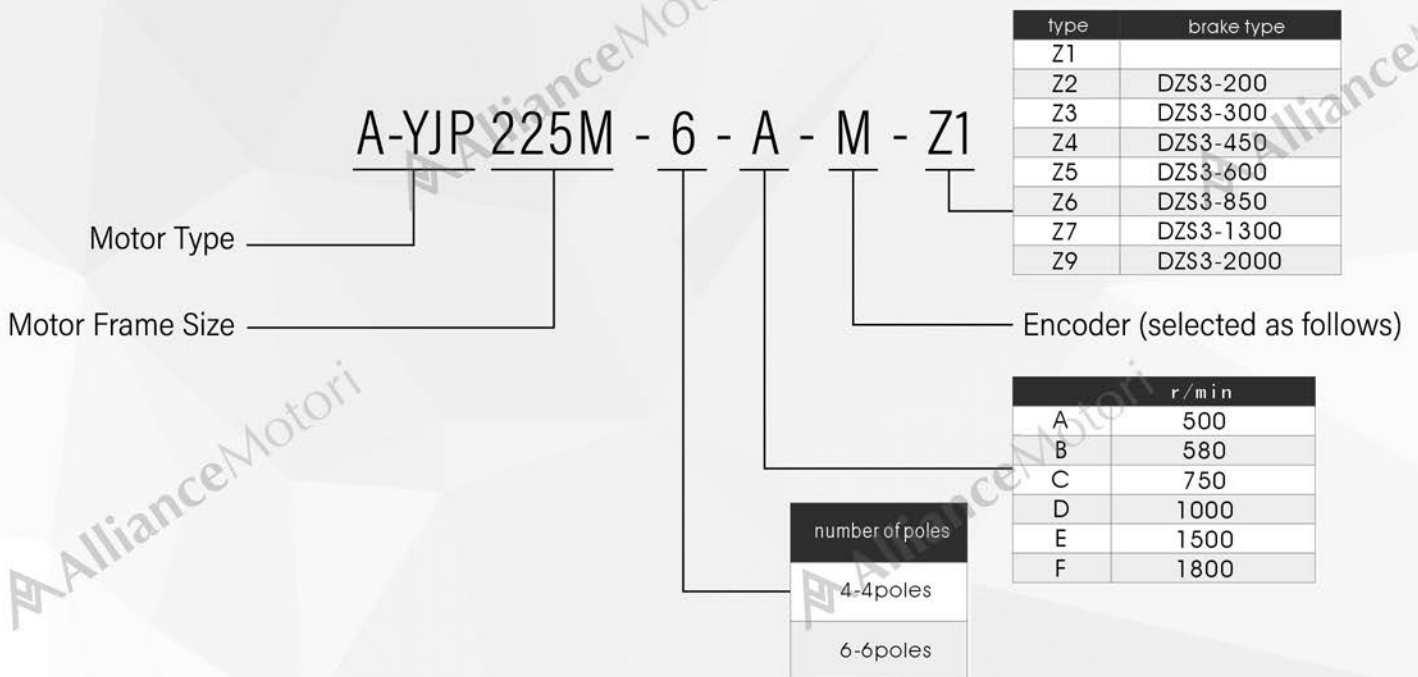 type brake type
Z1
Z2 DZS3-200
Z3 DZS3-300
Z4 DZS3-450
Z5 DZS3-600
Z6 DZS3-850
Z7 DZS3-1300
Z9 DZS3-2000
A-YJP 225M - 6 - A - M - Z1
Motor Type
Motor Frame Size
Encoder (selected as follows)
r/min
A 500
B 580
C 750
D 1000
E 1500
F 1800
number of poles
4-4poles
6-6poles
AllianceMotori
AllianceMotori
AllianceMotori
AllianceMotori